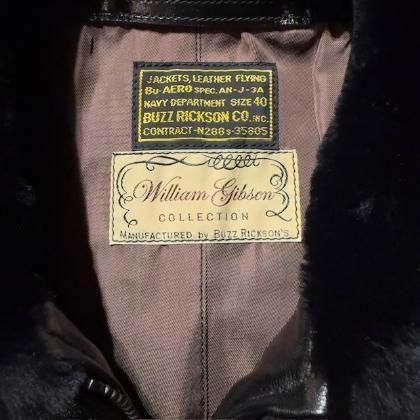 JACKETS, LEATHER FLYING
BU-AERO SPEC. AN-J-3A
NAVY DEPARTMENT SIZE 40
BUZZ RICKSON CO. INC.
CONTRACT-N288s-35805
William Gibson
COLLECTION
MANUFACTURED by BUZZ RICKSON'S